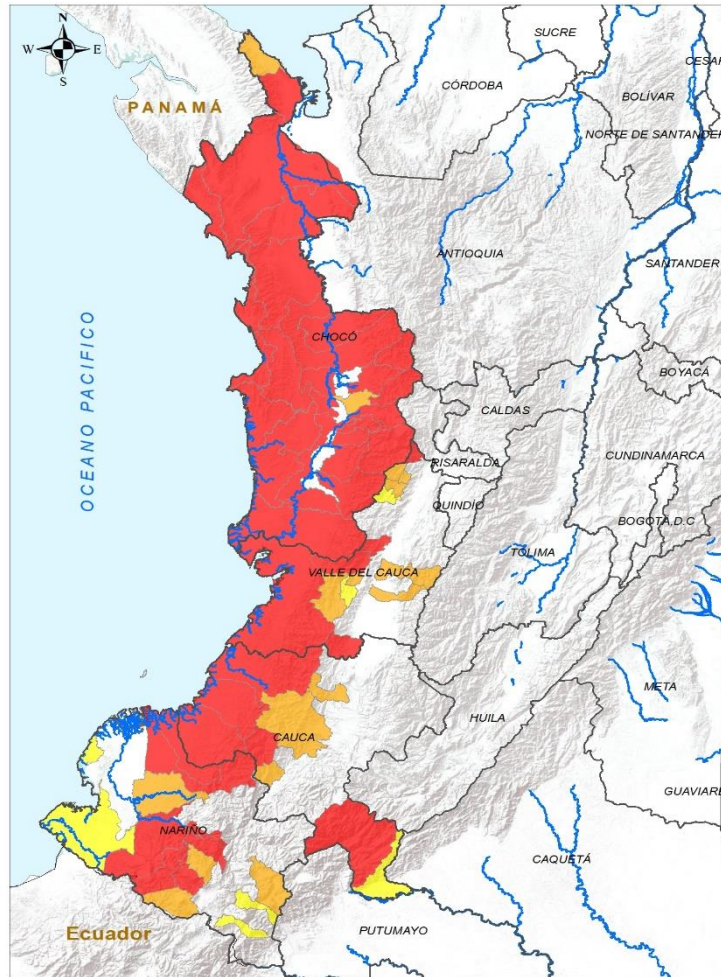 N
W E
S
SUCRE
CESAR
CÓRDOBA
BOLÍVAR
PANAMÁ
NORTE DE SANTANDER
ANTIOQUIA
SANTANDER
OCEANO PACIFICO
CHOCÓ
BOYACÁ
CALDAS
CUNDINAMARCA
RISARALDA
QUINDÍO
BOGOTÁ, D.C
TOLIMA
VALLE DEL CAUCA
META
HUILA
CAUCA
GUAVIARE
NARIÑO
CAQUETÁ
Ecuador
PUTUMAYO